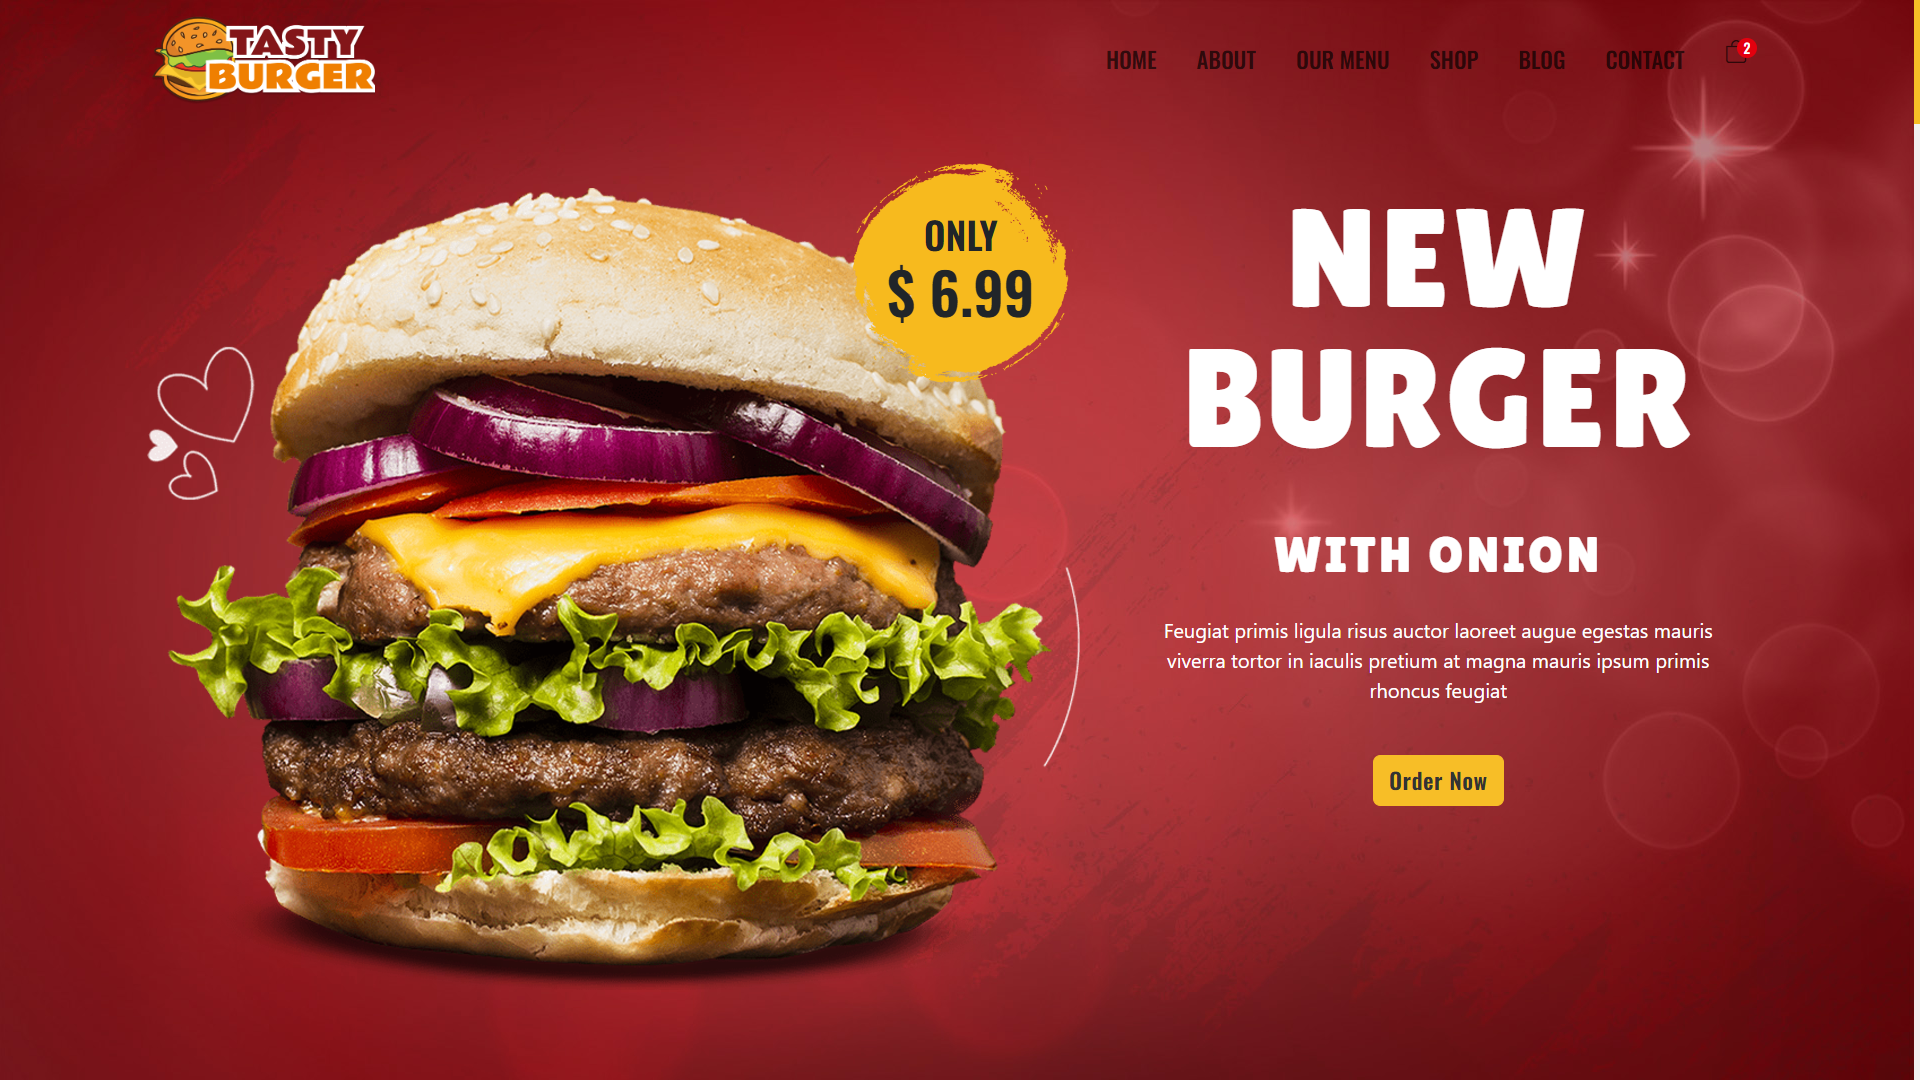 TASTY
BURGER
HOME ABOUT OUR MENU SHOP BLOG CONTACT 2
ONLY
$ 6.99
NEW
BURGER
WITH ONION
Feugiat primis ligula risus auctor laoreet augue egestas mauris
viverra tortor in iaculis pretium at magna mauris ipsum primis
rhoncus feugiat
Order Now